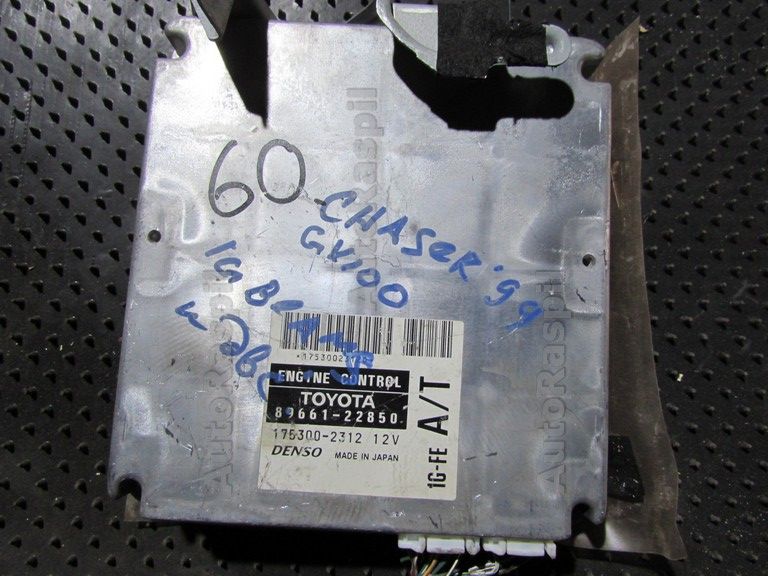 60
CHASER '99
GX100
1G BEAMS
*17530023
ENGINE CONTROL
TOYOTA
89661-22850
175300-2312 12V
DENSO MADE IN JAPAN
1G-FE A/T
AutoRaspil
AutoRaspil
AutoRaspil